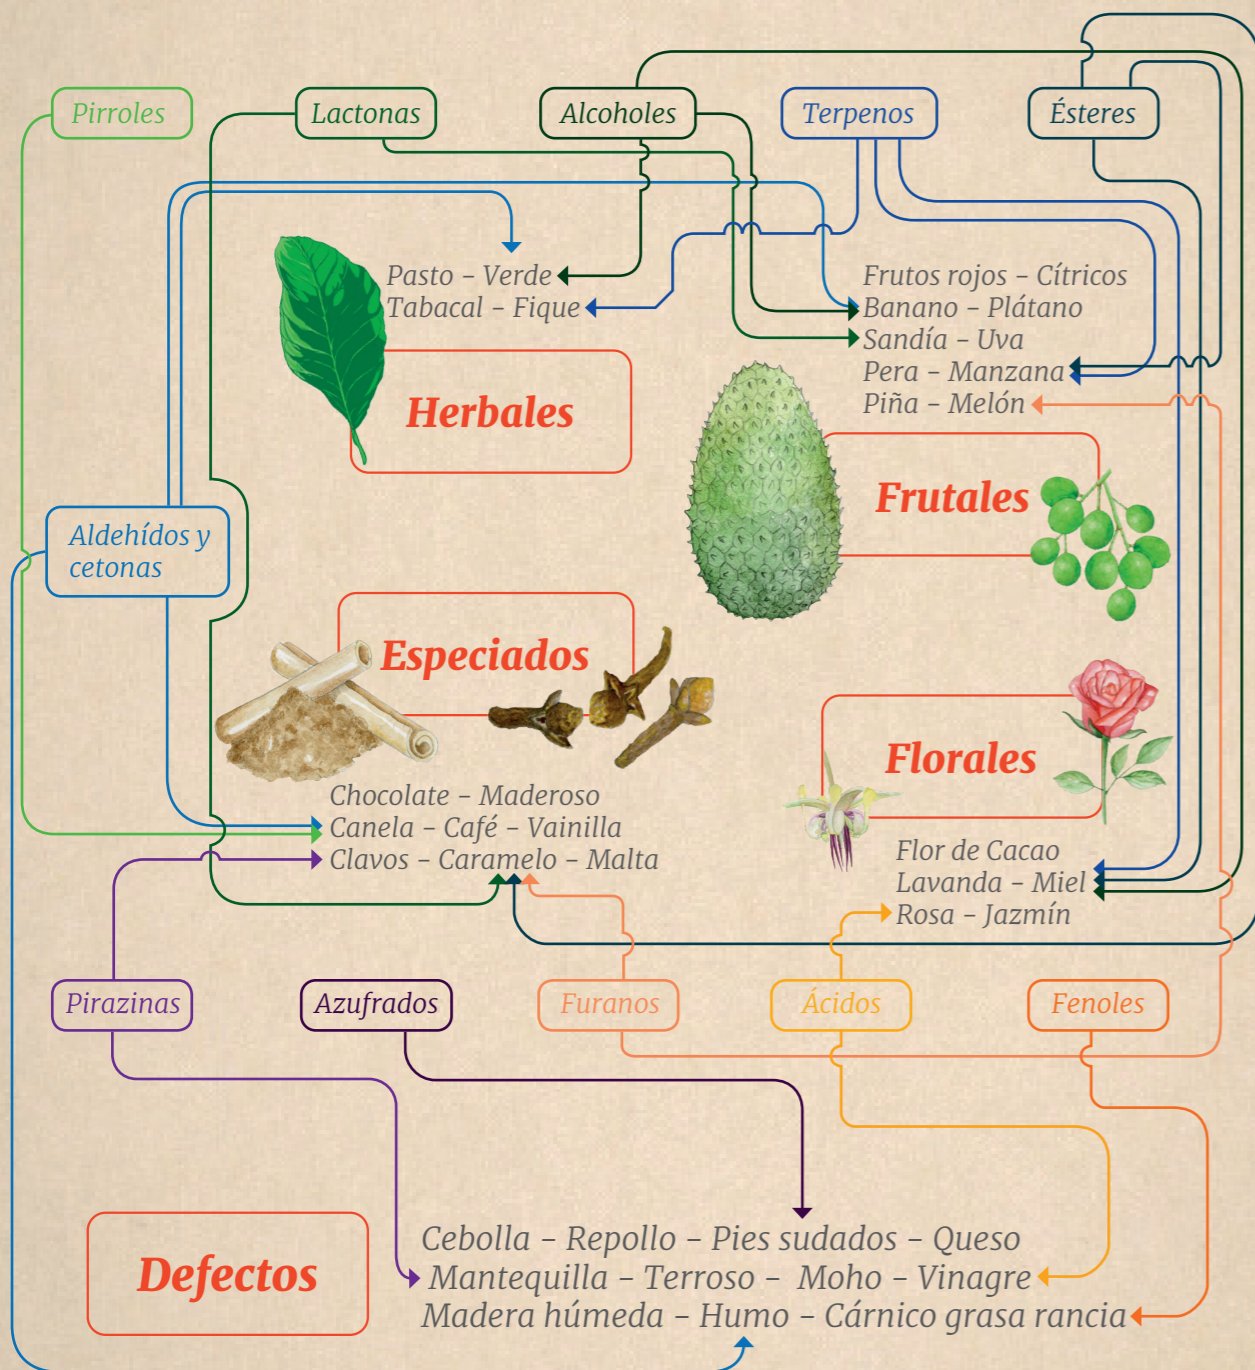 Pirroles
Lactonas
Alcoholes
Terpenos
Ésteres
Pasto – Verde
Tabacal – Fique
Herbales
Frutos rojos – Cítricos
Banano – Plátano
Sandía – Uva
Pera – Manzana
Piña – Melón
Frutales
Aldehídos y
cetonas
Especiados
Chocolate – Maderoso
Canela – Café – Vainilla
Clavos – Caramelo – Malta
Florales
Flor de Cacao
Lavanda – Miel
Rosa – Jazmín
Pirazinas
Azufrados
Furanos
Ácidos
Fenoles
Defectos
Cebolla – Repollo – Pies sudados – Queso
Mantequilla – Terroso – Moho – Vinagre
Madera húmeda – Humo – Cárnico grasa rancia